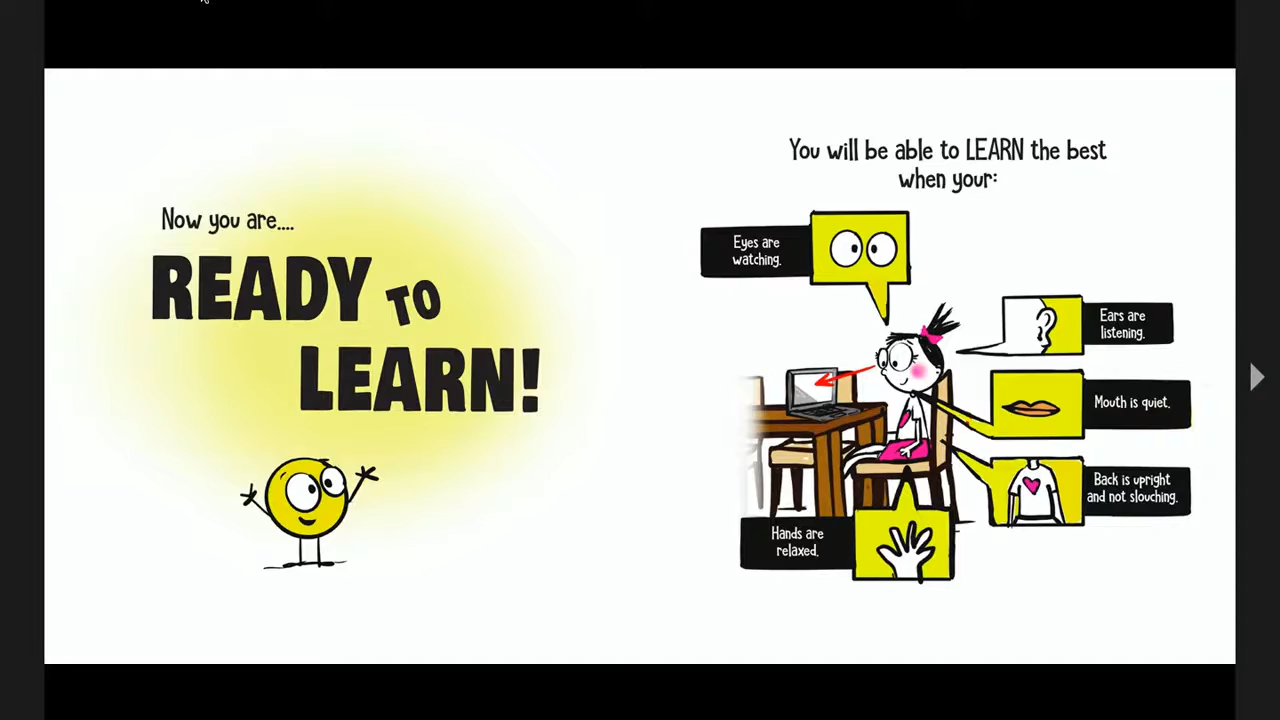 Now you are....
READY TO
LEARN!
You will be able to LEARN the best
when your:
Eyes are
watching.
Ears are
listening.
Mouth is quiet.
Back is upright
and not slouching.
Hands are
relaxed.